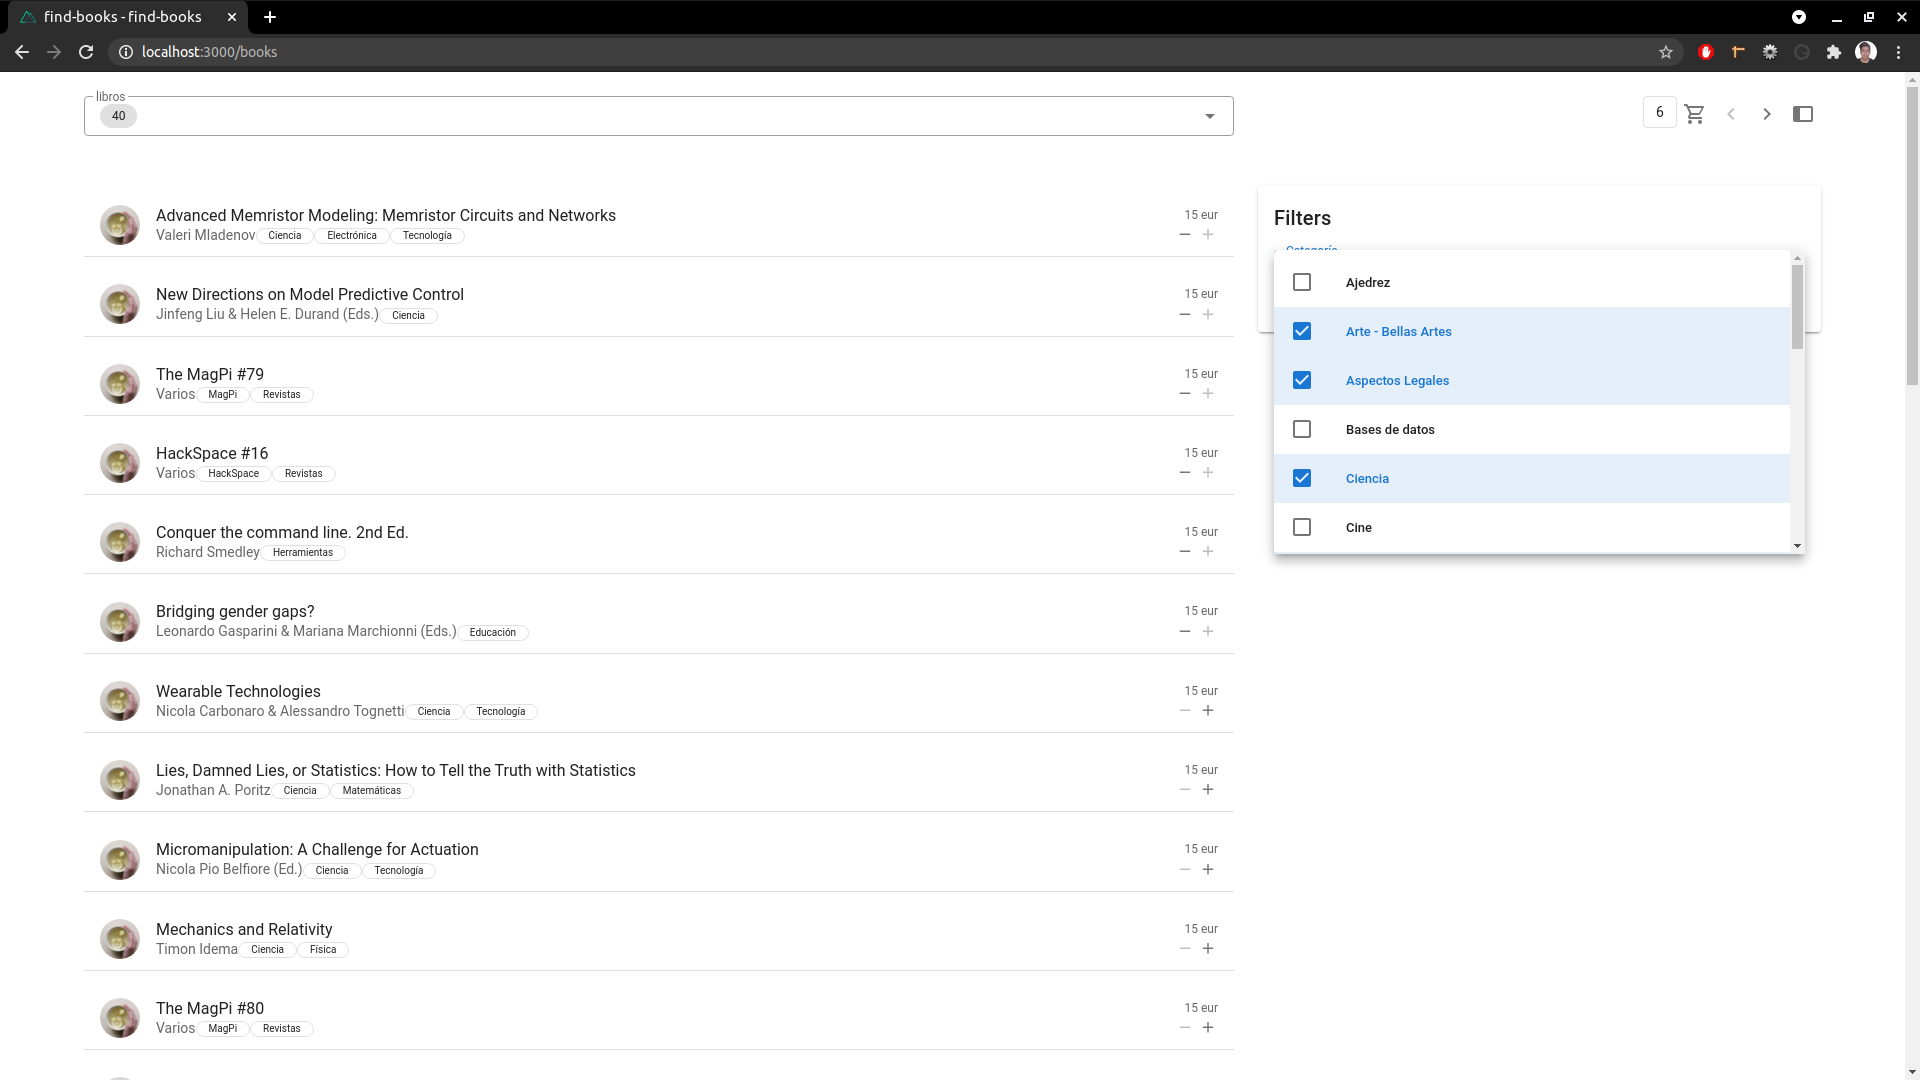 find-books - find-books
localhost:3000/books
libros
40
6
Advanced Memristor Modeling: Memristor Circuits and Networks
15 eur
Valeri Mladenov Ciencia Electrónica Tecnología
New Directions on Model Predictive Control
15 eur
Jinfeng Liu & Helen E. Durand (Eds.) Ciencia
The MagPi #79
15 eur
Varios MagPi Revistas
HackSpace #16
15 eur
Varios HackSpace Revistas
Conquer the command line. 2nd Ed.
15 eur
Richard Smedley Herramientas
Bridging gender gaps?
15 eur
Leonardo Gasparini & Mariana Marchionni (Eds.) Educación
Wearable Technologies
15 eur
Nicola Carbonaro & Alessandro Tognetti Ciencia Tecnología
Lies, Damned Lies, or Statistics: How to Tell the Truth with Statistics
15 eur
Jonathan A. Poritz Ciencia Matemáticas
Micromanipulation: A Challenge for Actuation
15 eur
Nicola Pio Belfiore (Ed.) Ciencia Tecnología
Mechanics and Relativity
15 eur
Timon Idema Ciencia Física
The MagPi #80
15 eur
Varios MagPi Revistas
Filters
Categoría
Ajedrez
Arte - Bellas Artes
Aspectos Legales
Bases de datos
Ciencia
Cine